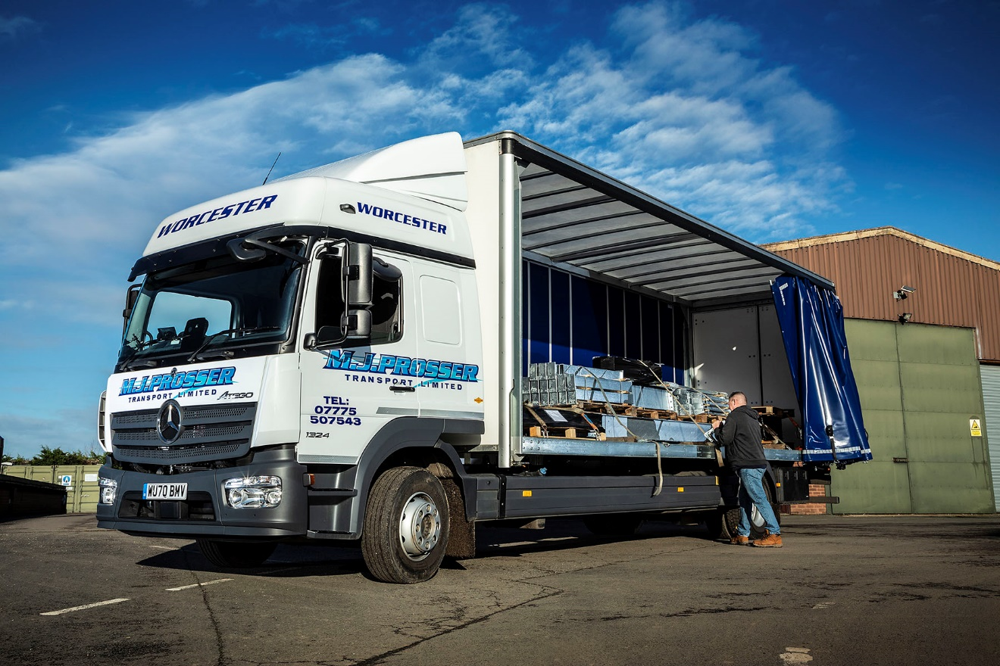 WORCESTER
WORCESTER
M.J.PROSSER
TRANSPORT LIMITED
ATEGO
M.J.PROSSER
TRANSPORT LIMITED
TEL:
07775
507543
1324
WU70 BMV